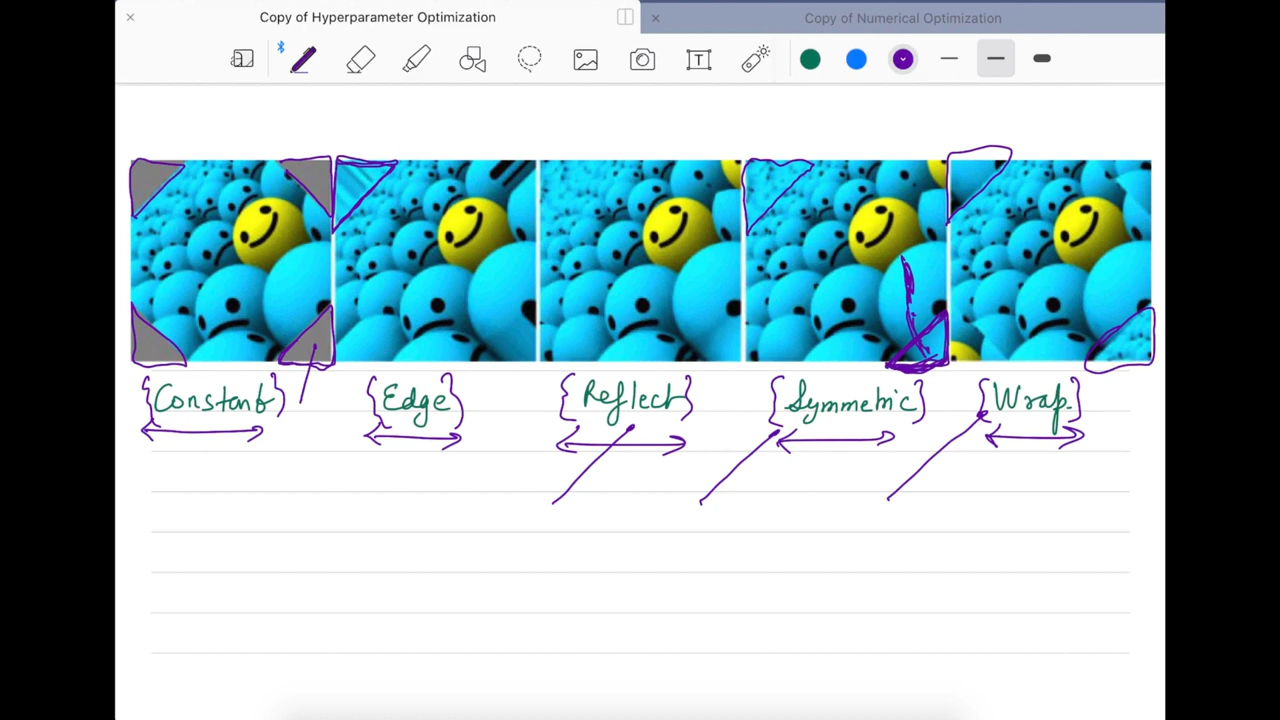 Copy of Hyperparameter Optimization
Copy of Numerical Optimization
T
{Constant} {Edge} {Reflect} {Symmetric} {Wrap}